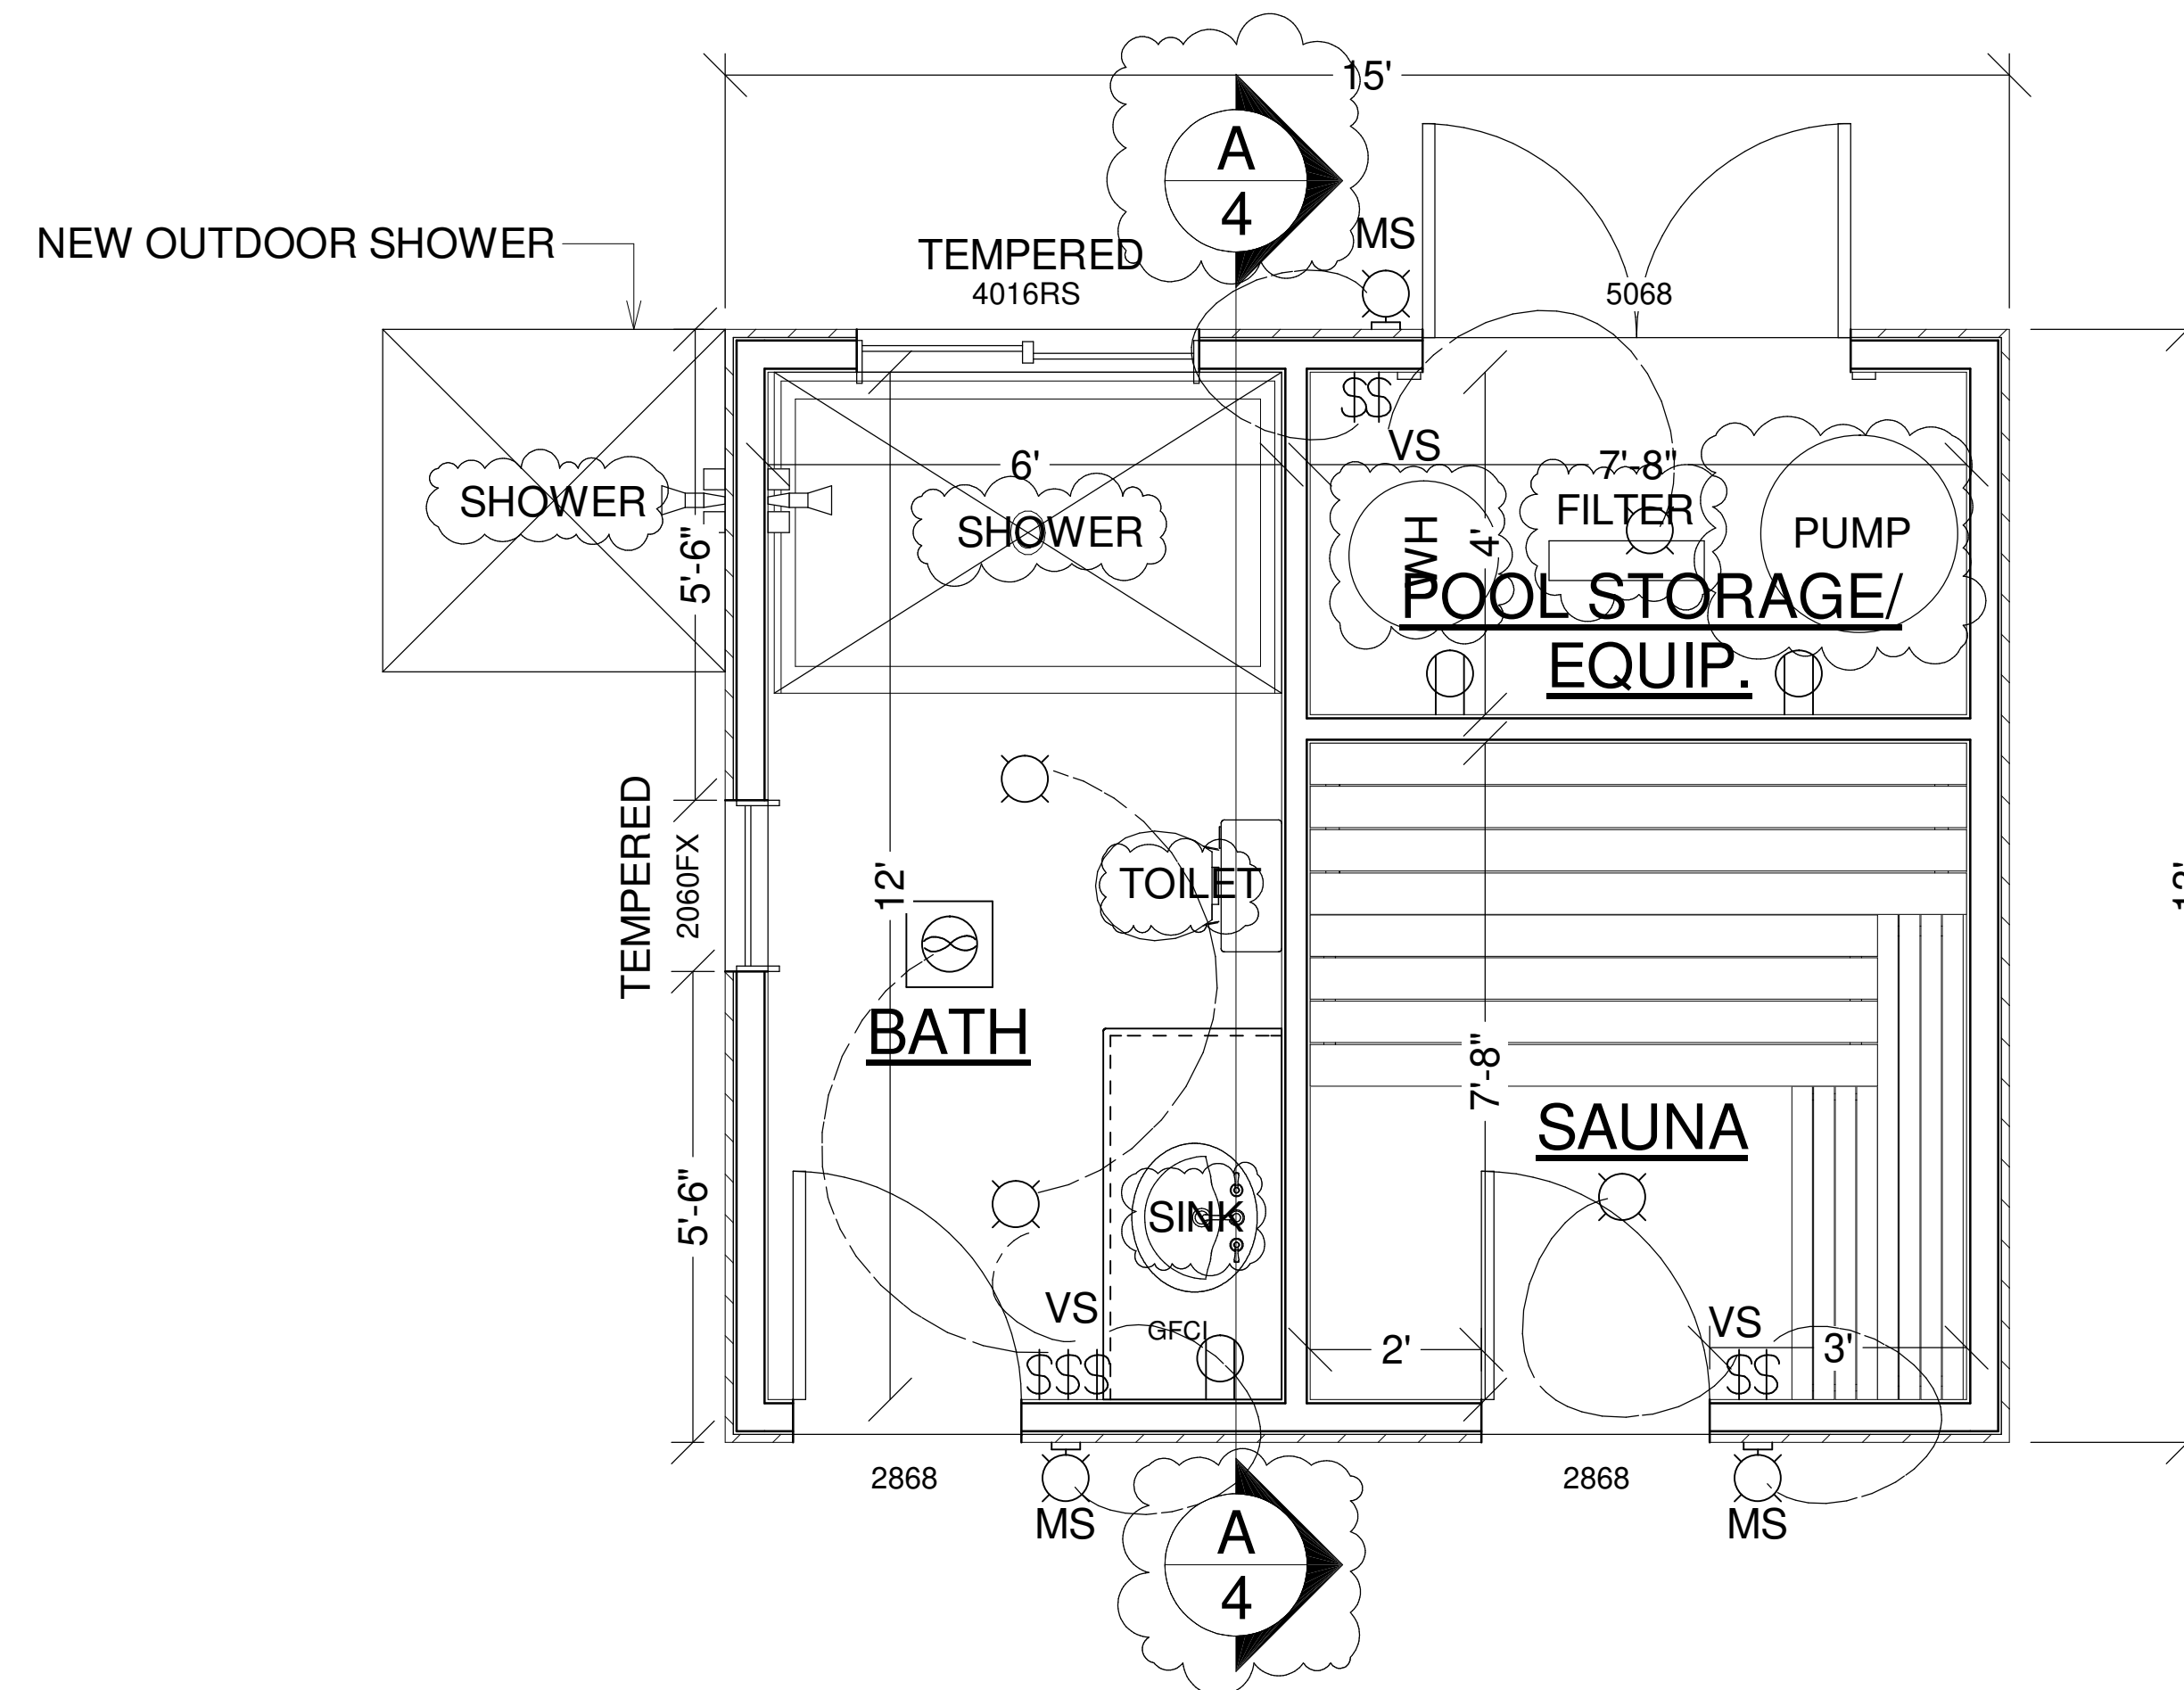 15'
A
4
MS
NEW OUTDOOR SHOWER
TEMPERED
4016RS
5068
$$
VS
6'
7'-8"
SHOWER
SHOWER
FILTER
PUMP
WH
4'
5'-6"
POOL STORAGE/
EQUIP.
TEMPERED
2060FX
12'
TOILET
BATH
7'-8"
SAUNA
5'-6"
SINK
VS
GFCI
VS
2'
3'
$$$
$$
2868
2868
MS
MS
A
4